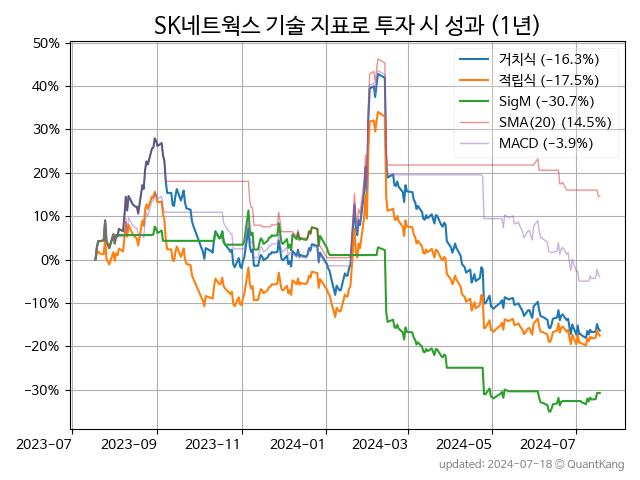 SK네트웍스 기술 지표로 투자 시 성과 (1년)
50%
40%
30%
20%
10%
0%
−10%
−20%
−30%
거치식 (−16.3%)
적립식 (−17.5%)
SigM (−30.7%)
SMA(20) (14.5%)
MACD (−3.9%)
2023-07 2023-09 2023-11 2024-01 2024-03 2024-05 2024-07
updated: 2024-07-18 © QuantKang